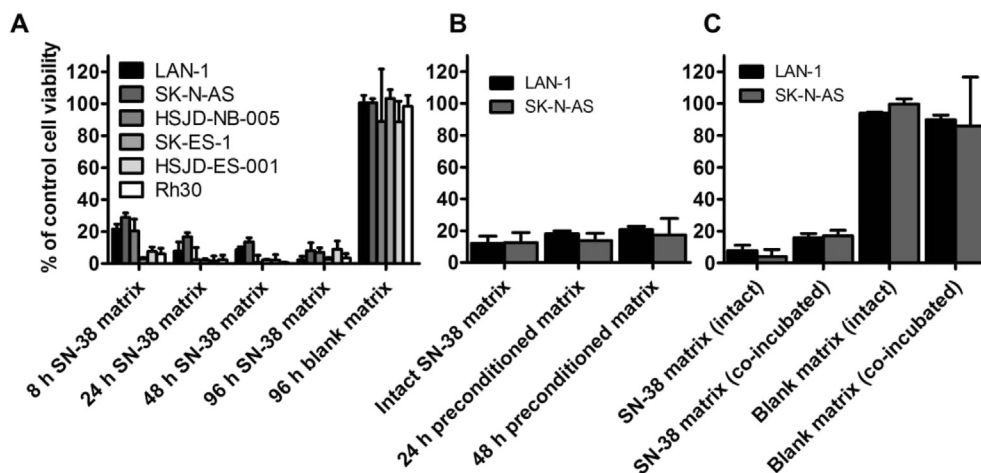 A
% of control cell viability
120
100
80
60
40
20
0
LAN-1
SK-N-AS
HSJD-NB-005
SK-ES-1
HSJD-ES-001
Rh30
8 h SN-38 matrix
24 h SN-38 matrix
48 h SN-38 matrix
96 h SN-38 matrix
96 h blank matrix
B
120
100
80
60
40
20
0
LAN-1
SK-N-AS
Intact SN-38 matrix
24 h preconditioned matrix
48 h preconditioned matrix
C
120
100
80
60
40
20
0
LAN-1
SK-N-AS
SN-38 matrix (intact)
SN-38 matrix (co-incubated)
Blank matrix (intact)
Blank matrix (co-incubated)